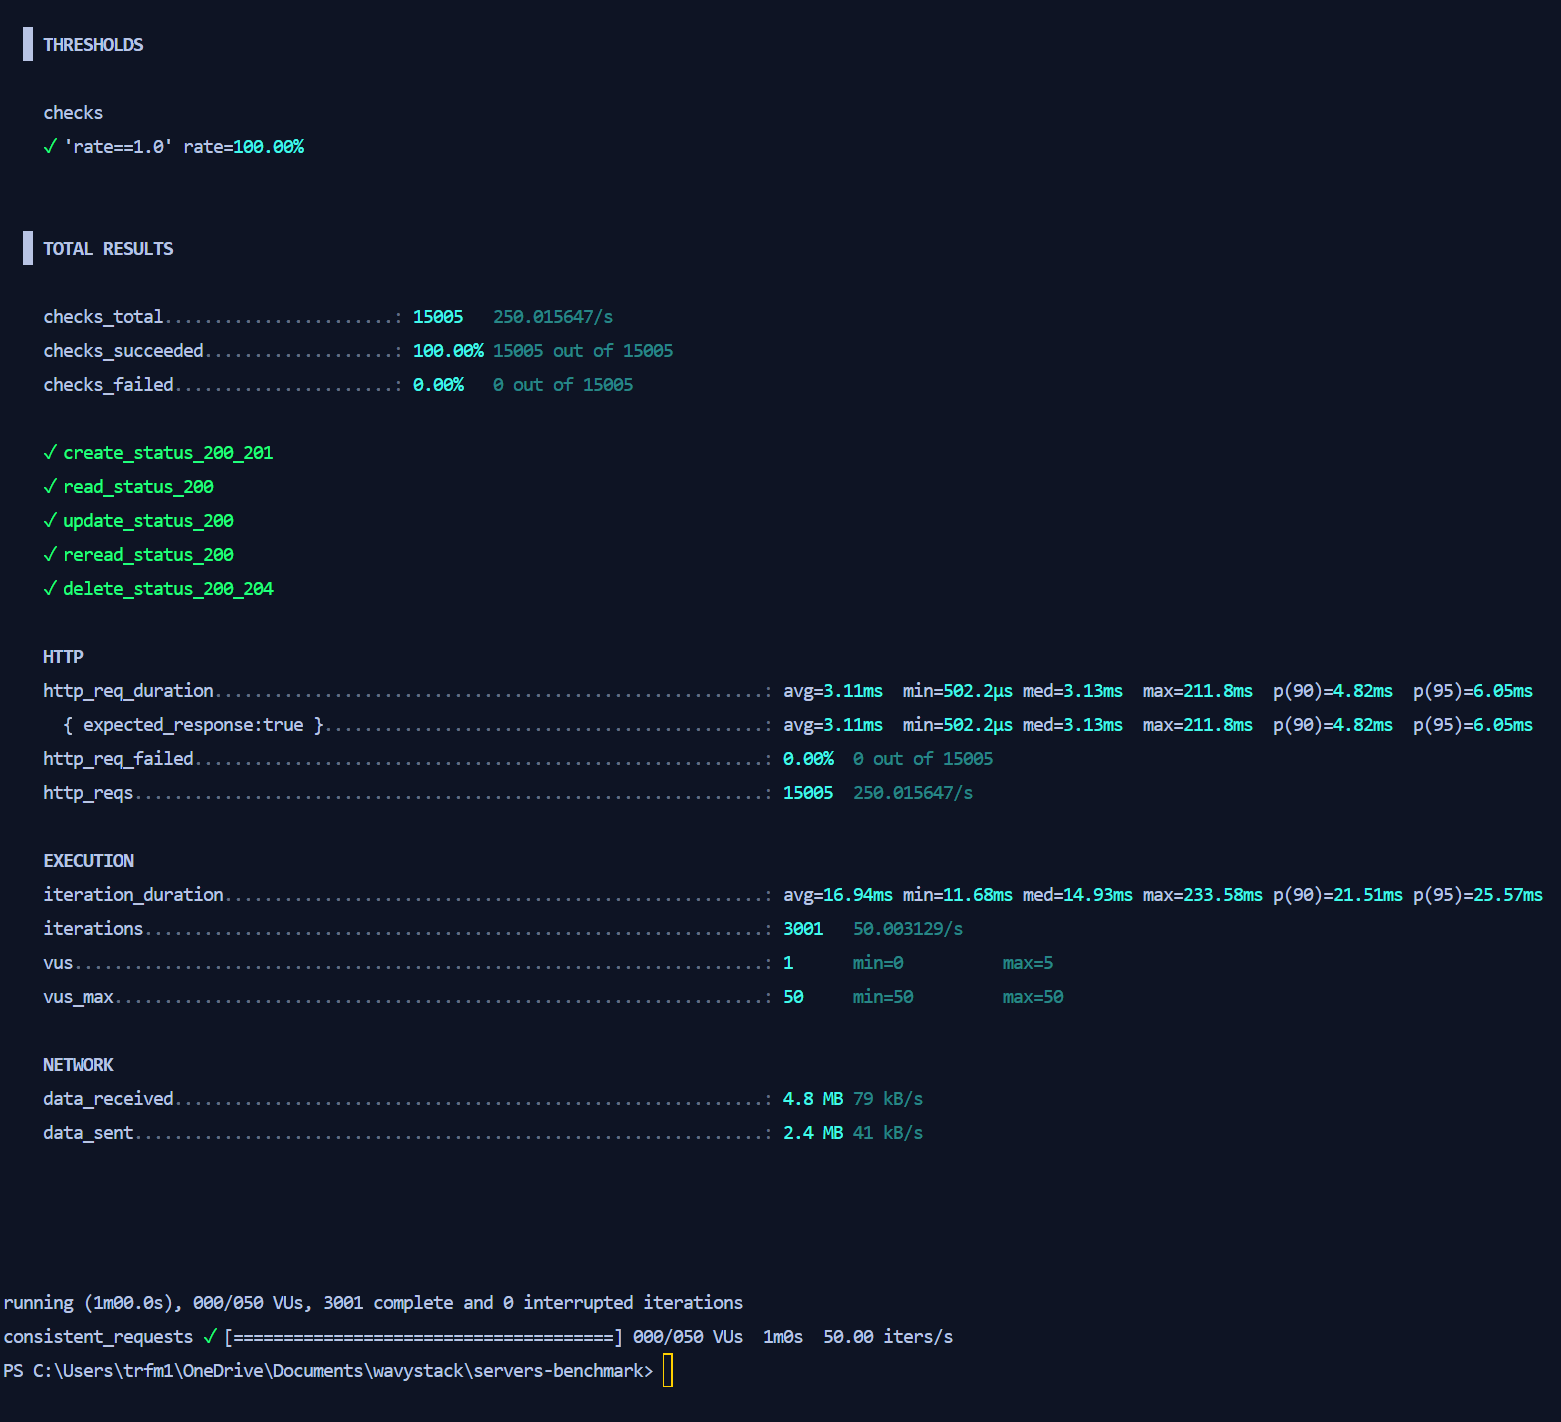 THRESHOLDS
checks
✓ 'rate==1.0' rate=100.00%
TOTAL RESULTS
checks_total.......................: 15005   250.015647/s
checks_succeeded...................: 100.00% 15005 out of 15005
checks_failed......................: 0.00%   0 out of 15005
✓ create_status_200_201
✓ read_status_200
✓ update_status_200
✓ reread_status_200
✓ delete_status_200_204
HTTP
http_req_duration.......................................................: avg=3.11ms  min=502.2µs med=3.13ms  max=211.8ms  p(90)=4.82ms  p(95)=6.05ms
  { expected_response:true }............................................: avg=3.11ms  min=502.2µs med=3.13ms  max=211.8ms  p(90)=4.82ms  p(95)=6.05ms
http_req_failed.........................................................: 0.00%  0 out of 15005
http_reqs...............................................................: 15005  250.015647/s
EXECUTION
iteration_duration......................................................: avg=16.94ms min=11.68ms med=14.93ms max=233.58ms p(90)=21.51ms p(95)=25.57ms
iterations..............................................................: 3001   50.003129/s
vus.....................................................................: 1      min=0          max=5
vus_max.................................................................: 50     min=50         max=50
NETWORK
data_received...........................................................: 4.8 MB 79 kB/s
data_sent...............................................................: 2.4 MB 41 kB/s
running (1m00.0s), 000/050 VUs, 3001 complete and 0 interrupted iterations
consistent_requests ✓ [======================================] 000/050 VUs  1m0s  50.00 iters/s
PS C:\Users\trfm1\OneDrive\Documents\wavystack\servers-benchmark>